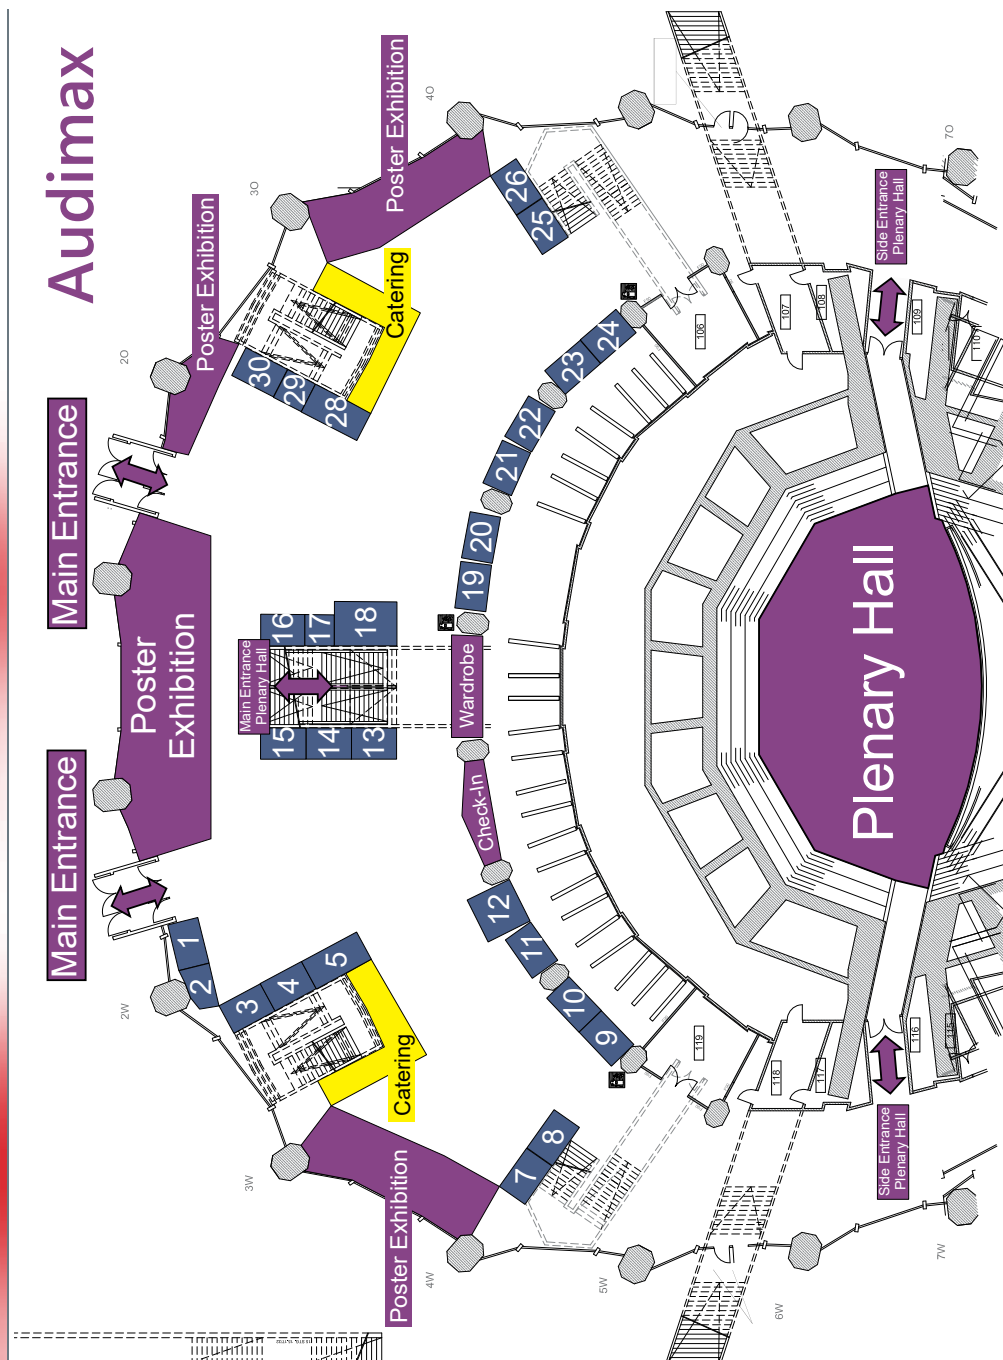 Audimax
Main Entrance
Main Entrance
Poster
Exhibition
Poster Exhibition
Poster Exhibition
Poster Exhibition
Catering
Catering
Main Entrance
Plenary Hall
Wardrobe
Check-In
Plenary Hall
Side Entrance
Plenary Hall
Side Entrance
Plenary Hall
1
2
3
4
5
7
8
9
10
11
12
13
14
15
16
17
18
19
20
21
22
23
24
25
26
28
29
30
2W
3W
4W
5W
6W
7W
2O
3O
4O
7O
106
107
108
109
110
115
116
117
118
119